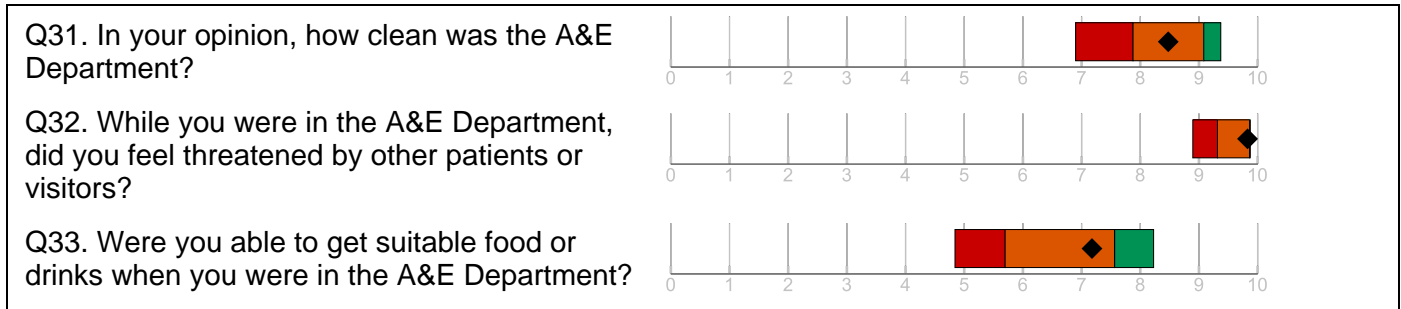 Q31. In your opinion, how clean was the A&E
Department?
0 1 2 3 4 5 6 7 8 9 10
Q32. While you were in the A&E Department,
did you feel threatened by other patients or
visitors?
0 1 2 3 4 5 6 7 8 9 10
Q33. Were you able to get suitable food or
drinks when you were in the A&E Department?
0 1 2 3 4 5 6 7 8 9 10